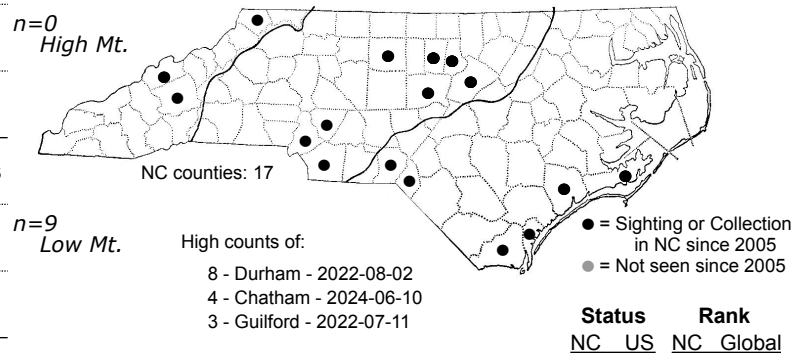 n=0
High Mt.
NC counties: 17
n=9
Low Mt.
High counts of:
8 - Durham - 2022-08-02
4 - Chatham - 2024-06-10
3 - Guilford - 2022-07-11
= Sighting or Collection
in NC since 2005
= Not seen since 2005
Status Rank
NC US NC Global